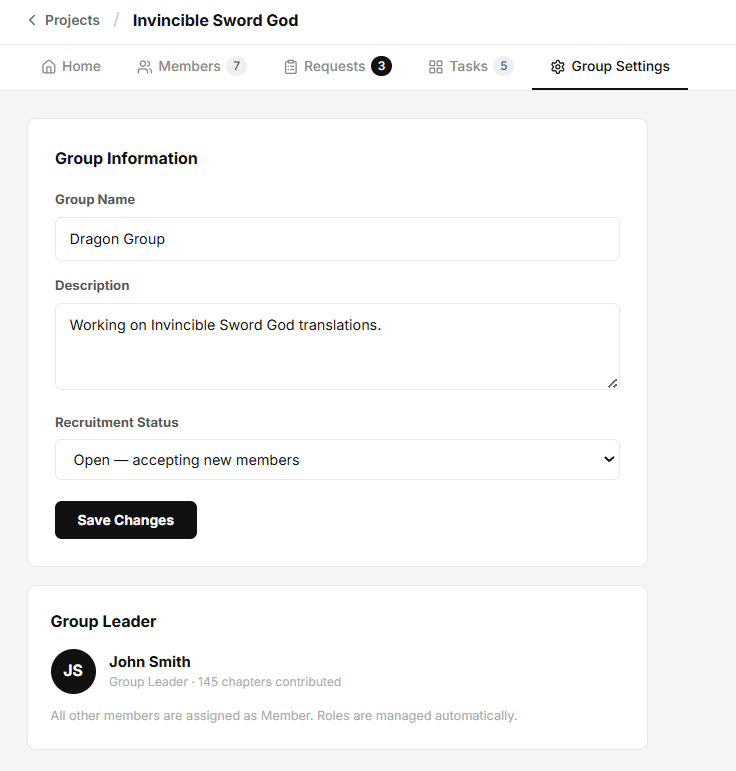 Projects / Invincible Sword God
Home Members 7 Requests 3 Tasks 5 Group Settings
Group Information
Group Name
Dragon Group
Description
Working on Invincible Sword God translations.
Recruitment Status
Open — accepting new members
Save Changes
Group Leader
JS
John Smith
Group Leader · 145 chapters contributed
All other members are assigned as Member. Roles are managed automatically.